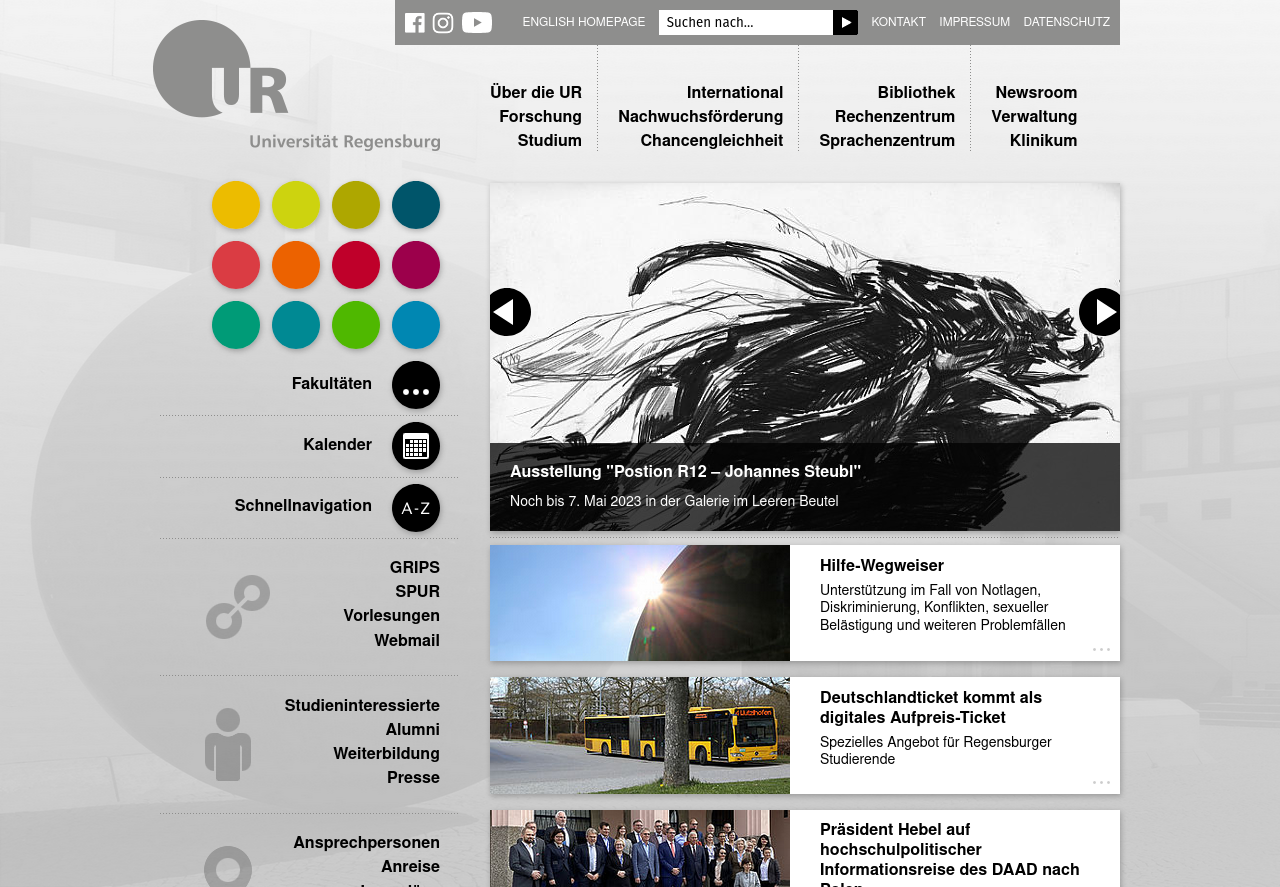 ENGLISH HOMEPAGE
Suchen nach...
KONTAKT
IMPRESSUM
DATENSCHUTZ
UR
Universität Regensburg
Über die UR
Forschung
Studium
International
Nachwuchsförderung
Chancengleichheit
Bibliothek
Rechenzentrum
Sprachenzentrum
Newsroom
Verwaltung
Klinikum
Fakultäten
Kalender
Schnellnavigation
A-Z
GRIPS
SPUR
Vorlesungen
Webmail
Studieninteressierte
Alumni
Weiterbildung
Presse
Ansprechpersonen
Anreise
Ausstellung "Postion R12 – Johannes Steubl"
Noch bis 7. Mai 2023 in der Galerie im Leeren Beutel
Hilfe-Wegweiser
Unterstützung im Fall von Notlagen,
Diskriminierung, Konflikten, sexueller
Belästigung und weiteren Problemfällen
Deutschlandticket kommt als
digitales Aufpreis-Ticket
Spezielles Angebot für Regensburger
Studierende
Präsident Hebel auf
hochschulpolitischer
Informationsreise des DAAD nach